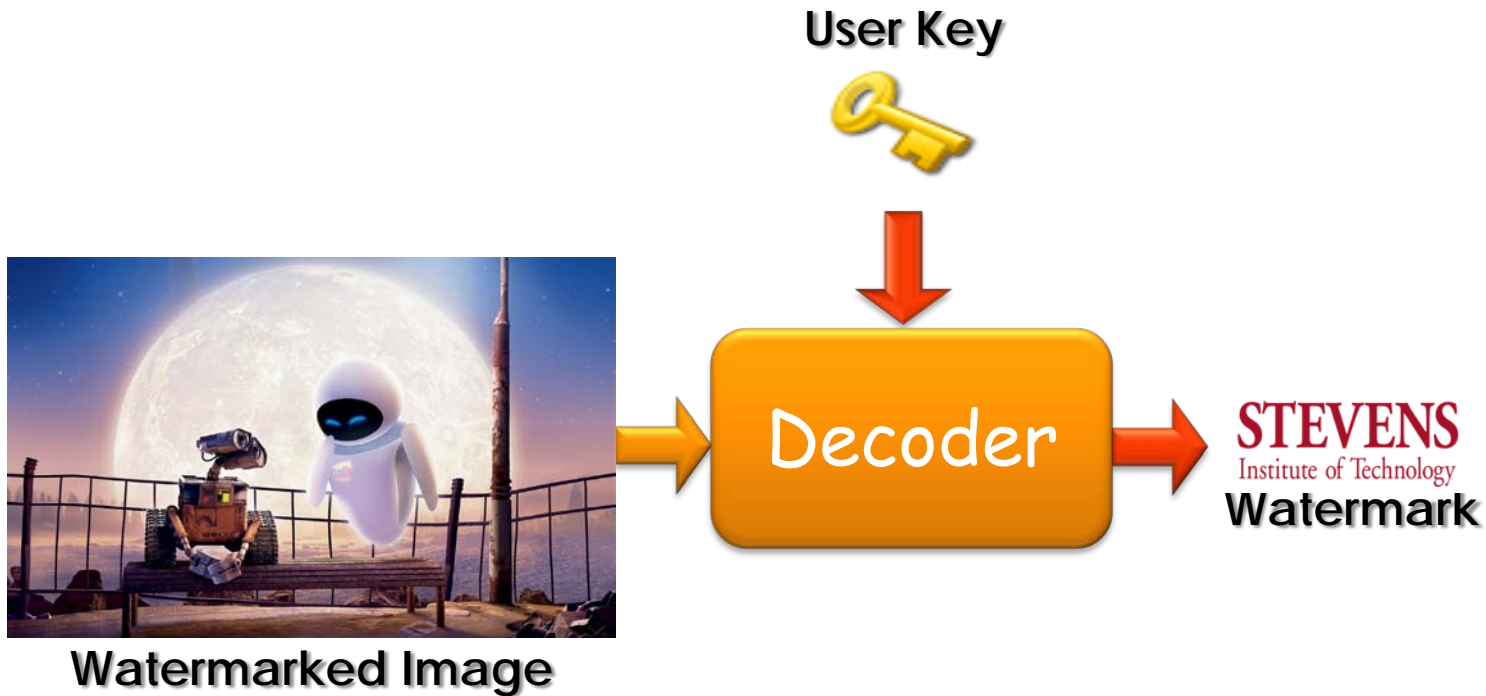 User Key
Decoder
STEVENS
Institute of Technology
Watermark
Watermarked Image